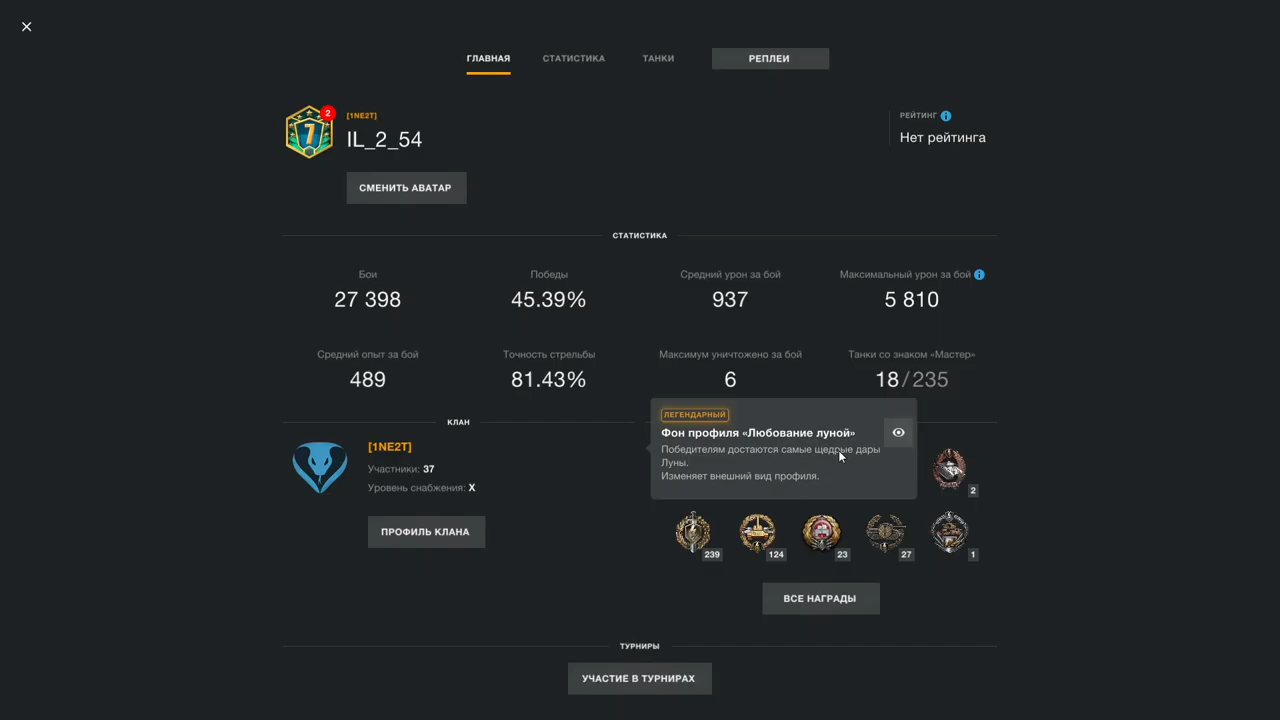 ГЛАВНАЯ
СТАТИСТИКА
ТАНКИ
РЕПЛЕИ
7
2
[1NE2T]
IL_2_54
РЕЙТИНГ
Нет рейтинга
СМЕНИТЬ АВАТАР
СТАТИСТИКА
Бои
Победы
Средний урон за бой
Максимальный урон за бой
27 398
45.39%
937
5 810
Средний опыт за бой
Точность стрельбы
Максимум уничтожено за бой
Танки со знаком «Мастер»
489
81.43%
6
18/235
КЛАН
[1NE2T]
Участники: 37
Уровень снабжения: X
ПРОФИЛЬ КЛАНА
ЛЕГЕНДАРНЫЙ
Фон профиля «Любование луной»
Победителям достаются самые щедрые дары
Луны.
Изменяет внешний вид профиля.
2
239
124
23
27
1
ВСЕ НАГРАДЫ
ТУРНИРЫ
УЧАСТИЕ В ТУРНИРАХ